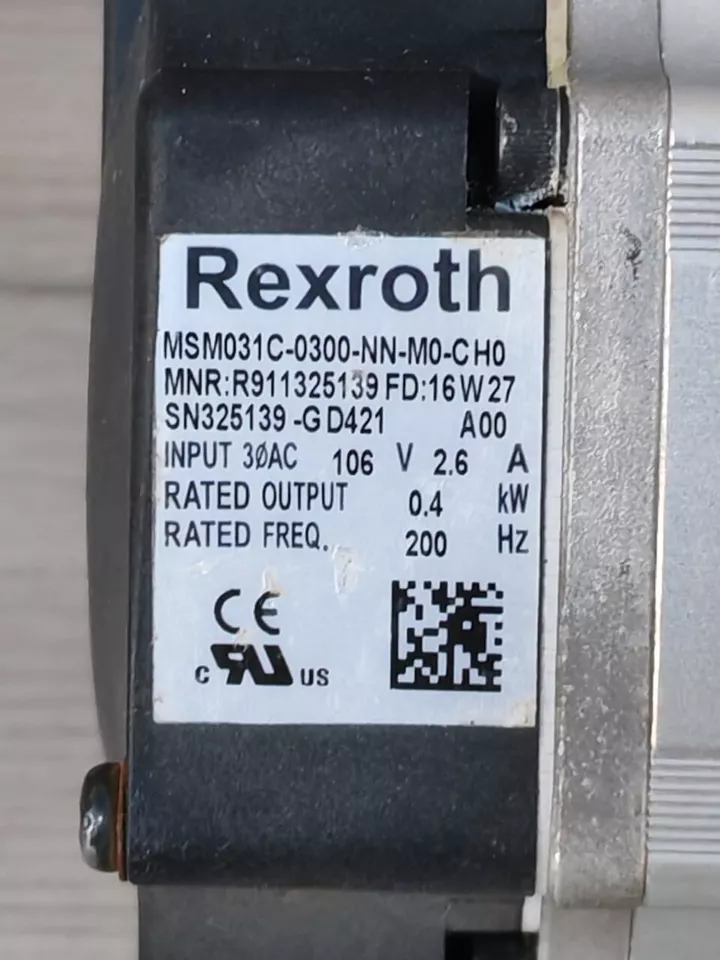 Rexroth
MSM031C-0300-NN-M0-CH0
MNR:R911325139 FD:16W27
SN325139-GD421 A00
INPUT 3ØAC 106 V 2.6 A
RATED OUTPUT 0.4 kW
RATED FREQ. 200 Hz
CE
C RU US